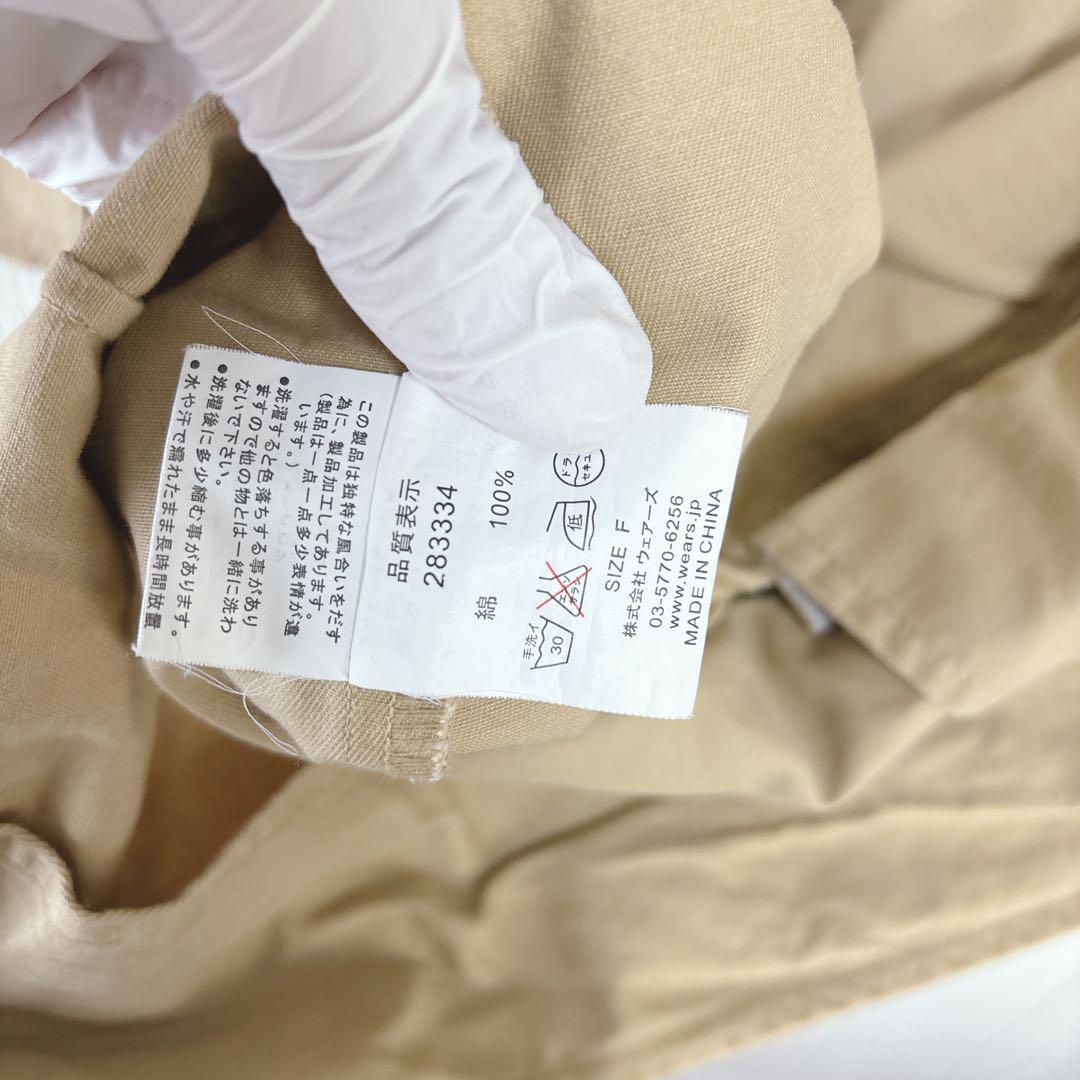 品質表示
283334
綿 100%
手洗イ
30
エンソ
サラシ
低
ドライ
セキユ
SIZE F
株式会社 ウェアーズ
03-5770-6256
www.wears.jp
MADE IN CHINA
この製品は独特な風合いをだす
為に、製品加工してあります。
(製品は一点一点多少表情が違
います。)
●洗濯すると色落ちする事があり
ますので他の物とは一緒に洗わ
ないで下さい。
●洗濯後に多少縮む事があります。
●水や汗で濡れたまま長時間放置